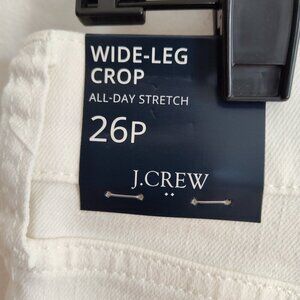 WIDE-LEG
CROP
ALL-DAY STRETCH
26P
J.CREW